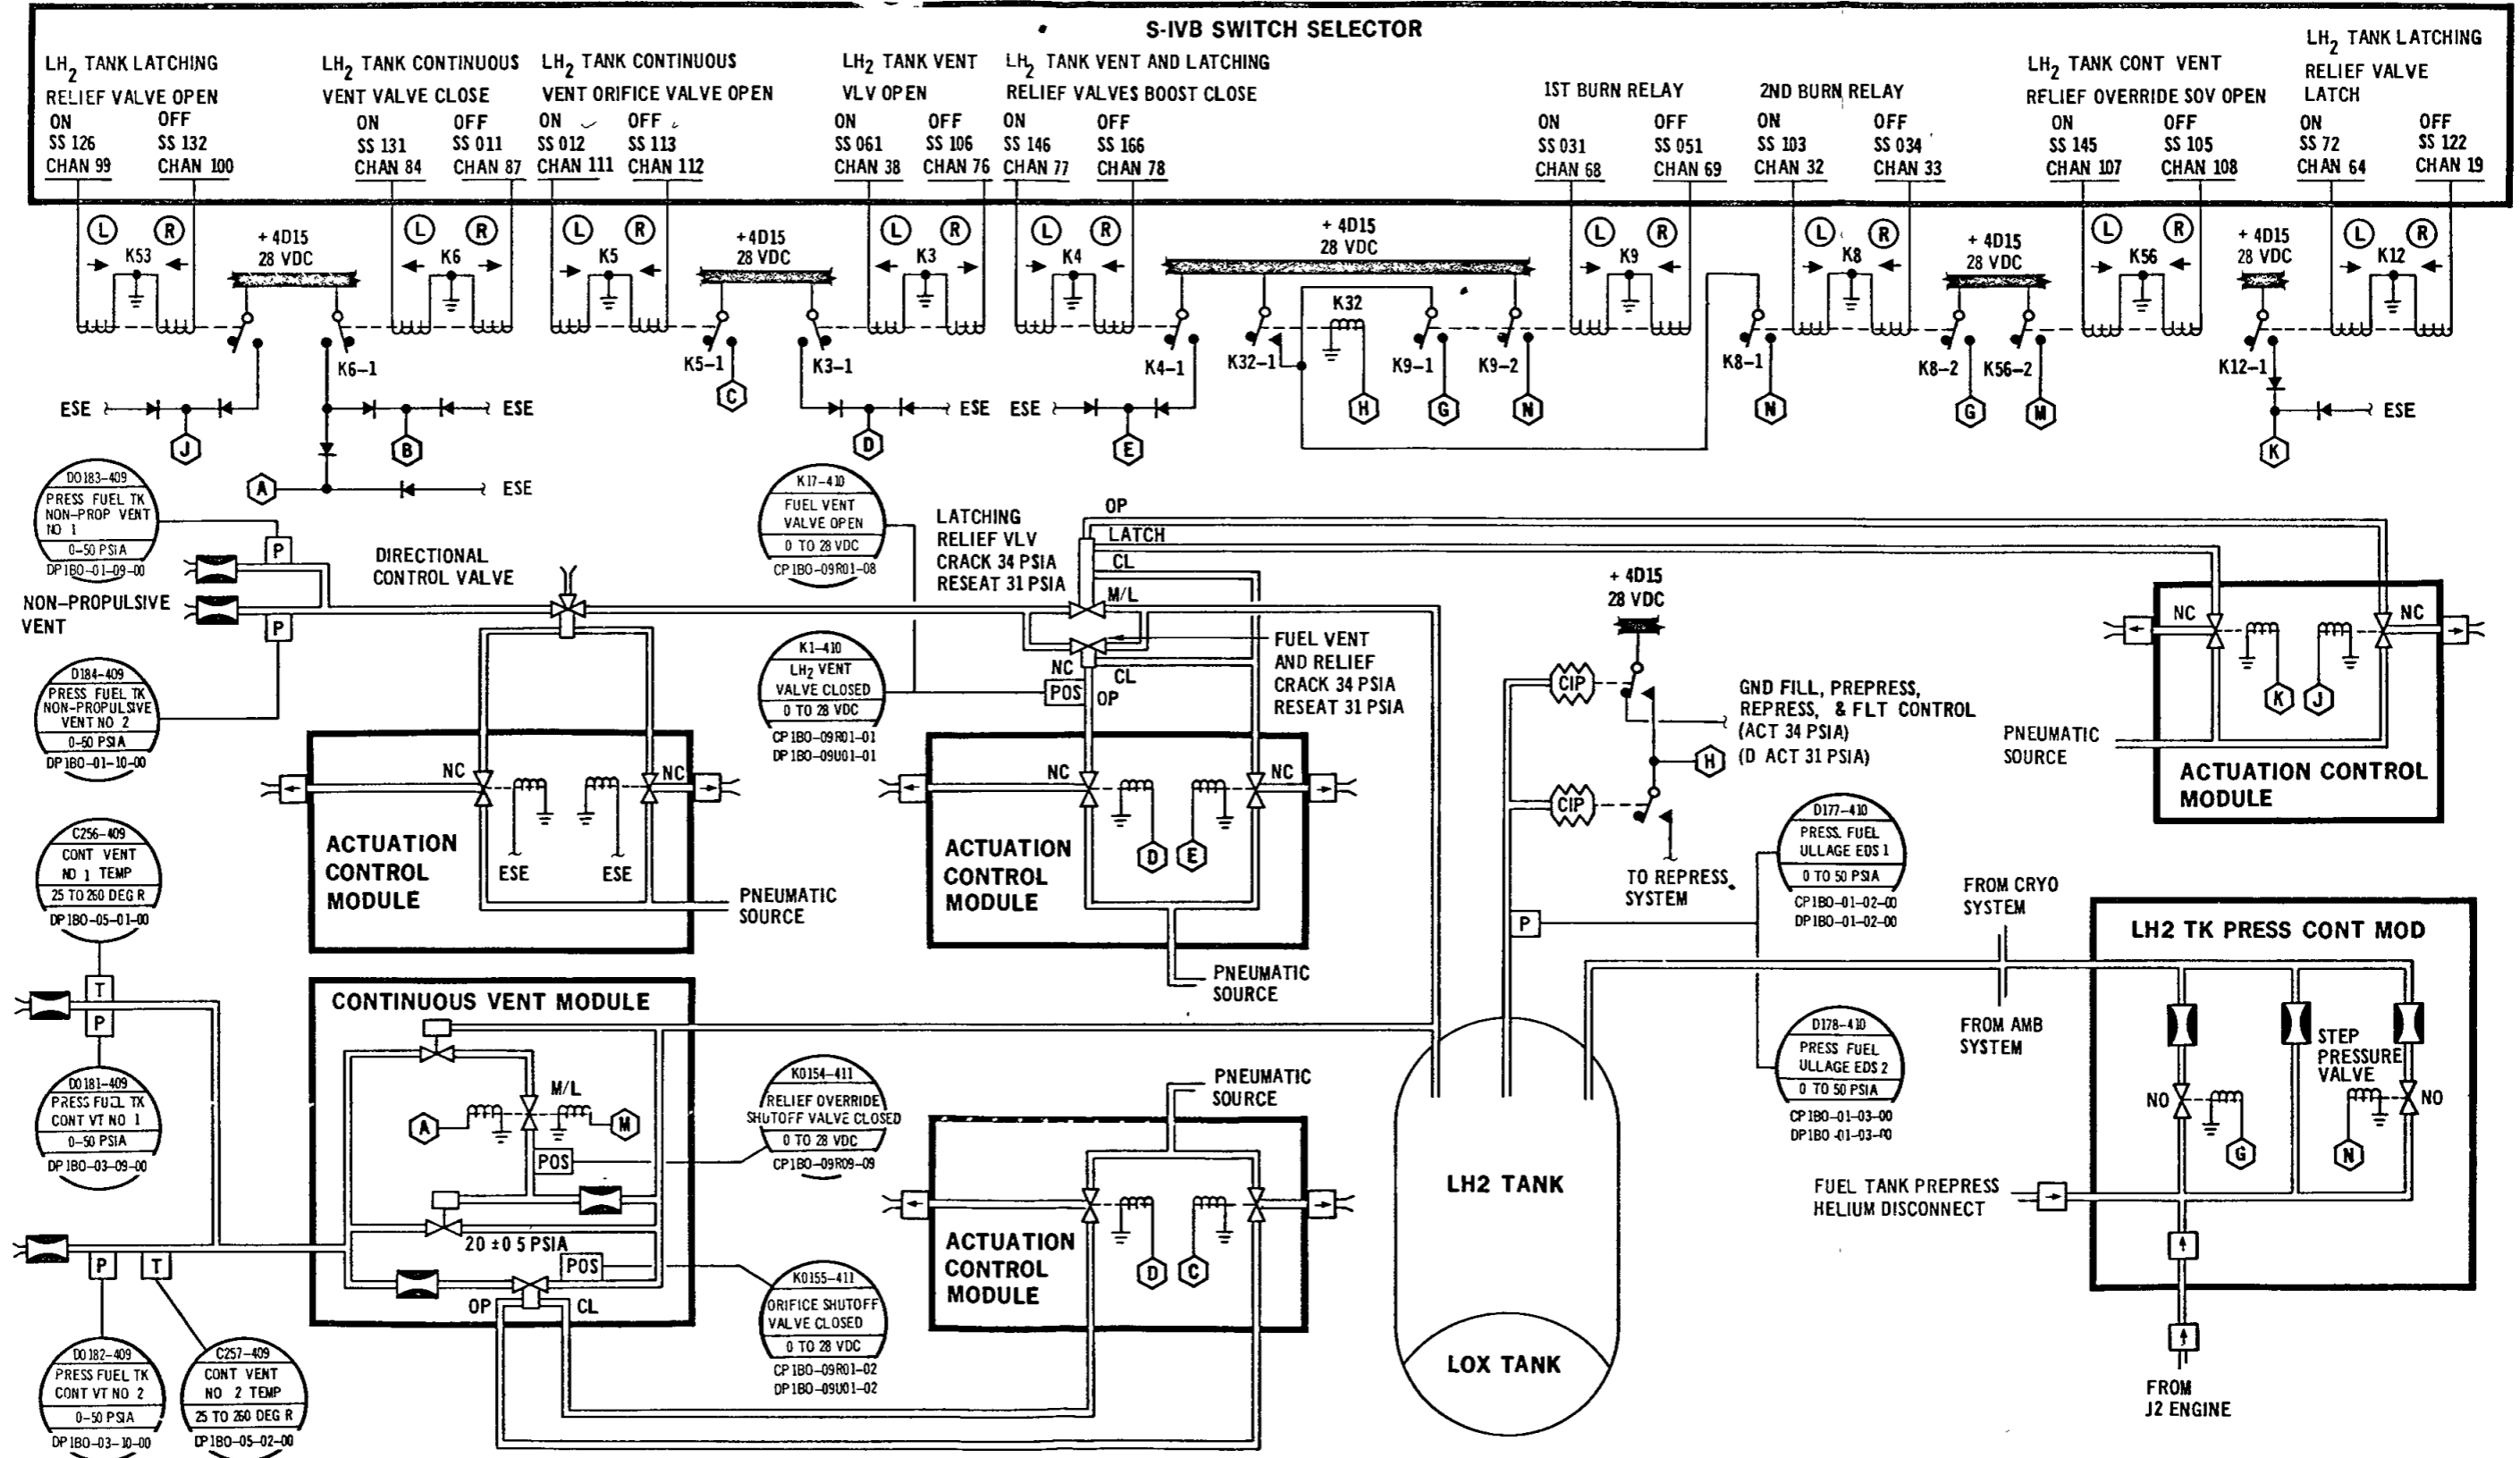 S-IVB SWITCH SELECTOR
LH2 TANK LATCHING
RELIEF VALVE OPEN
ON OFF
SS 126 SS 132
CHAN 99 CHAN 100
LH2 TANK CONTINUOUS
VENT VALVE CLOSE
ON OFF
SS 131 SS 011
CHAN 84 CHAN 87
LH2 TANK CONTINUOUS
VENT ORIFICE VALVE OPEN
ON OFF
SS 012 SS 113
CHAN 111 CHAN 112
LH2 TANK VENT
VLV OPEN
ON OFF
SS 061 SS 106
CHAN 38 CHAN 76
LH2 TANK VENT AND LATCHING
RELIEF VALVES BOOST CLOSE
ON OFF
SS 146 SS 166
CHAN 77 CHAN 78
1ST BURN RELAY
ON OFF
SS 031 SS 051
CHAN 68 CHAN 69
2ND BURN RELAY
ON OFF
SS 103 SS 034
CHAN 32 CHAN 33
LH2 TANK CONT VENT
RELIEF OVERRIDE SOV OPEN
ON OFF
SS 145 SS 105
CHAN 107 CHAN 108
LH2 TANK LATCHING
RELIEF VALVE
LATCH
ON OFF
SS 72 SS 122
CHAN 64 CHAN 19
L R
K53
+ 4D15
28 VDC
L R
K6
L R
K5
+4D15
28 VDC
L R
K3
L R
K4
+ 4D15
28 VDC
K32
L R
K9
L R
K8
+ 4D15
28 VDC
L R
K56
+ 4D15
28 VDC
L R
K12
K6-1
K5-1
K3-1
K4-1
K32-1
K9-1
K9-2
K8-1
K8-2
K56-2
K12-1
ESE
J
B
ESE
A
ESE
C
D
ESE
ESE
E
H
G
N
N
G
M
ESE
K
D0183-409
PRESS FUEL TK
NON-PROP VENT
NO 1
0-50 PSIA
DP1B0-01-09-00
P
DIRECTIONAL
CONTROL VALVE
NON-PROPULSIVE
VENT
P
D184-409
PRESS FUEL TK
NON-PROPULSIVE
VENT NO 2
0-50 PSIA
DP1B0-01-10-00
K17-410
FUEL VENT
VALVE OPEN
0 TO 28 VDC
CP1B0-09R01-08
LATCHING
RELIEF VLV
CRACK 34 PSIA
RESEAT 31 PSIA
OP
LATCH
CL
M/L
K1-410
LH2 VENT
VALVE CLOSED
0 TO 28 VDC
CP1B0-09R01-01
DP1B0-09U01-01
NC
CL
POS
OP
FUEL VENT
AND RELIEF
CRACK 34 PSIA
RESEAT 31 PSIA
+ 4D15
28 VDC
CIP
GND FILL, PREPRESS,
REPRESS, & FLT CONTROL
(ACT 34 PSIA)
(D ACT 31 PSIA)
H
CIP
TO REPRESS
SYSTEM
NC
NC
K
J
PNEUMATIC
SOURCE
ACTUATION CONTROL
MODULE
NC
NC
ACTUATION
CONTROL
MODULE
ESE
ESE
PNEUMATIC
SOURCE
NC
NC
ACTUATION
CONTROL
MODULE
D
E
PNEUMATIC
SOURCE
P
D177-410
PRESS. FUEL
ULLAGE EDS 1
0 TO 50 PSIA
CP1B0-01-02-00
DP1B0-01-02-00
D178-410
PRESS FUEL
ULLAGE EDS 2
0 TO 50 PSIA
CP1B0-01-03-00
DP1B0-01-03-00
FROM CRYO
SYSTEM
FROM AMB
SYSTEM
LH2 TK PRESS CONT MOD
STEP
PRESSURE
VALVE
NO
NO
G
N
FUEL TANK PREPRESS
HELIUM DISCONNECT
FROM
J2 ENGINE
C256-409
CONT VENT
NO 1 TEMP
25 TO 260 DEG R
DP1B0-05-01-00
T
P
D0181-409
PRESS FUEL TK
CONT VT NO 1
0-50 PSIA
DP1B0-03-09-00
P
T
D0182-409
PRESS FUEL TK
CONT VT NO 2
0-50 PSIA
DP1B0-03-10-00
C257-409
CONT VENT
NO 2 TEMP
25 TO 260 DEG R
DP1B0-05-02-00
CONTINUOUS VENT MODULE
M/L
A
M
POS
20 ±0 5 PSIA
POS
OP
CL
K0154-411
RELIEF OVERRIDE
SHUTOFF VALVE CLOSED
0 TO 28 VDC
CP1B0-09R09-09
K0155-411
ORIFICE SHUTOFF
VALVE CLOSED
0 TO 28 VDC
CP1B0-09R01-02
DP1B0-09U01-02
PNEUMATIC
SOURCE
ACTUATION
CONTROL
MODULE
D
C
LH2 TANK
LOX TANK